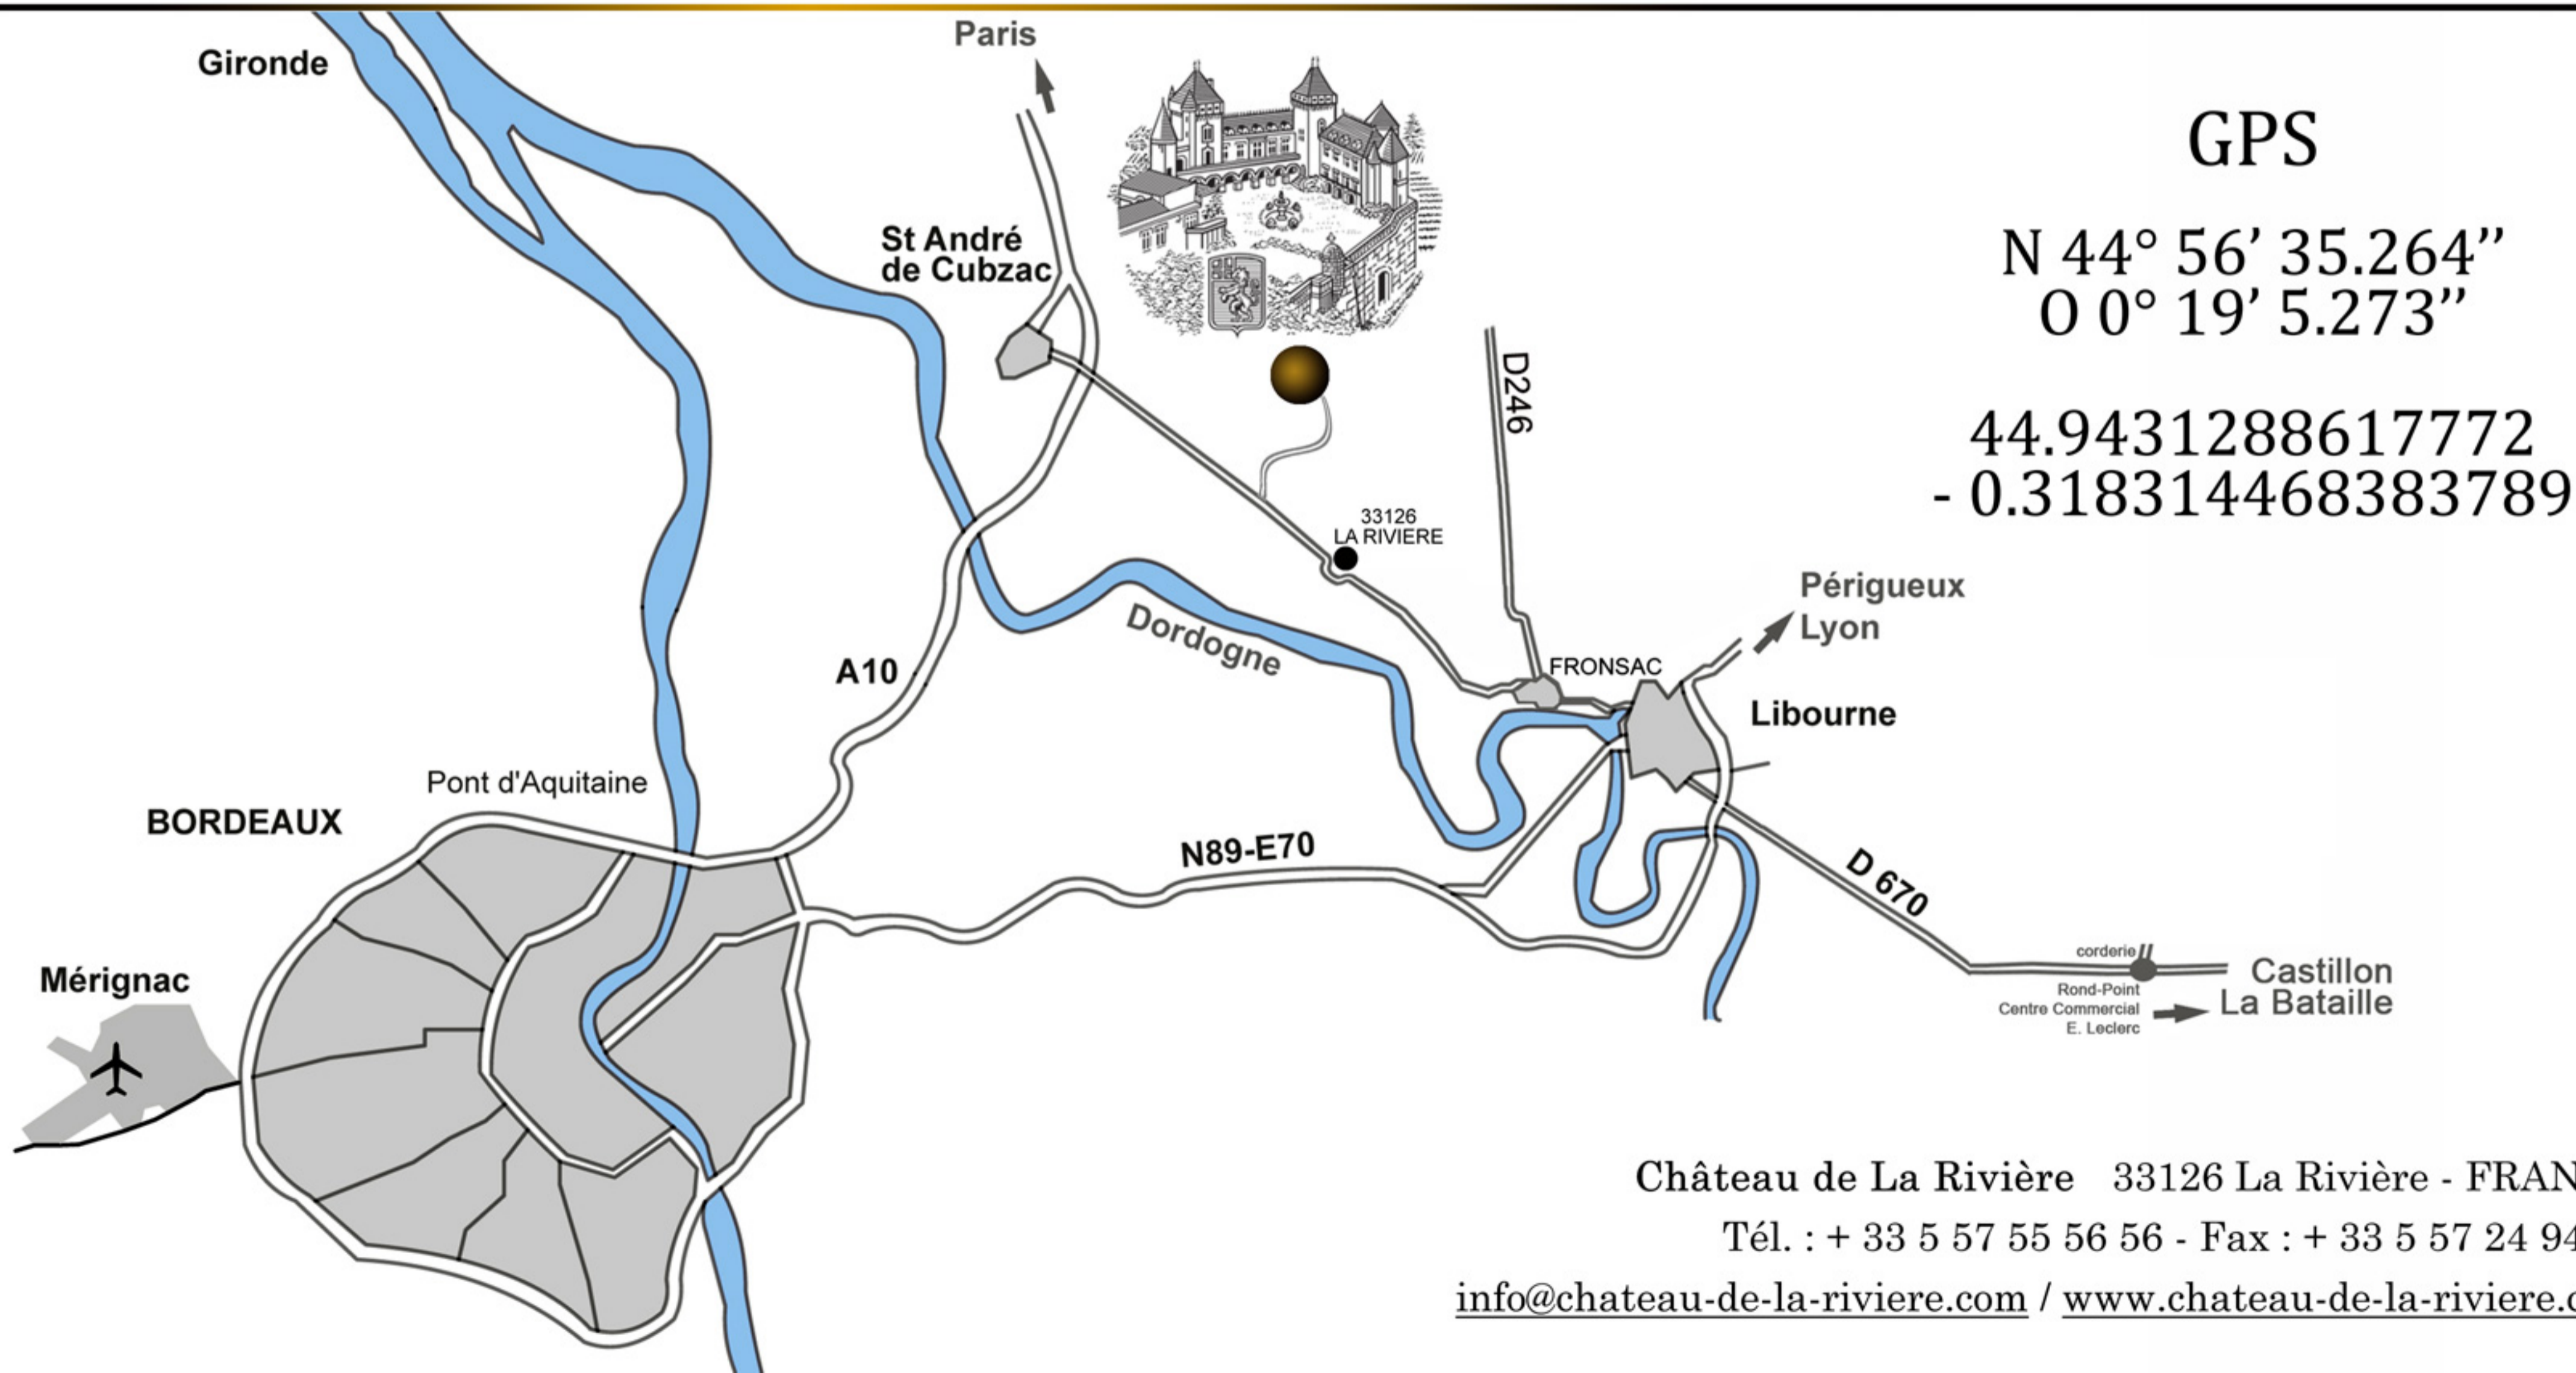 Paris
Gironde
GPS
St André
de Cubzac
N 44° 56’ 35.264’’
O 0° 19’ 5.273’’
D246
44.9431288617772
- 0.318314468383789
33126
LA RIVIERE
Périgueux
Lyon
Dordogne
A10
FRONSAC
Libourne
Pont d'Aquitaine
BORDEAUX
N89-E70
D 670
corderie
Mérignac
Castillon
La Bataille
Rond-Point
Centre Commercial
E. Leclerc
Château de La Rivière 33126 La Rivière - FRAN
Tél. : + 33 5 57 55 56 56 - Fax : + 33 5 57 24 94
info@chateau-de-la-riviere.com / www.chateau-de-la-riviere.c